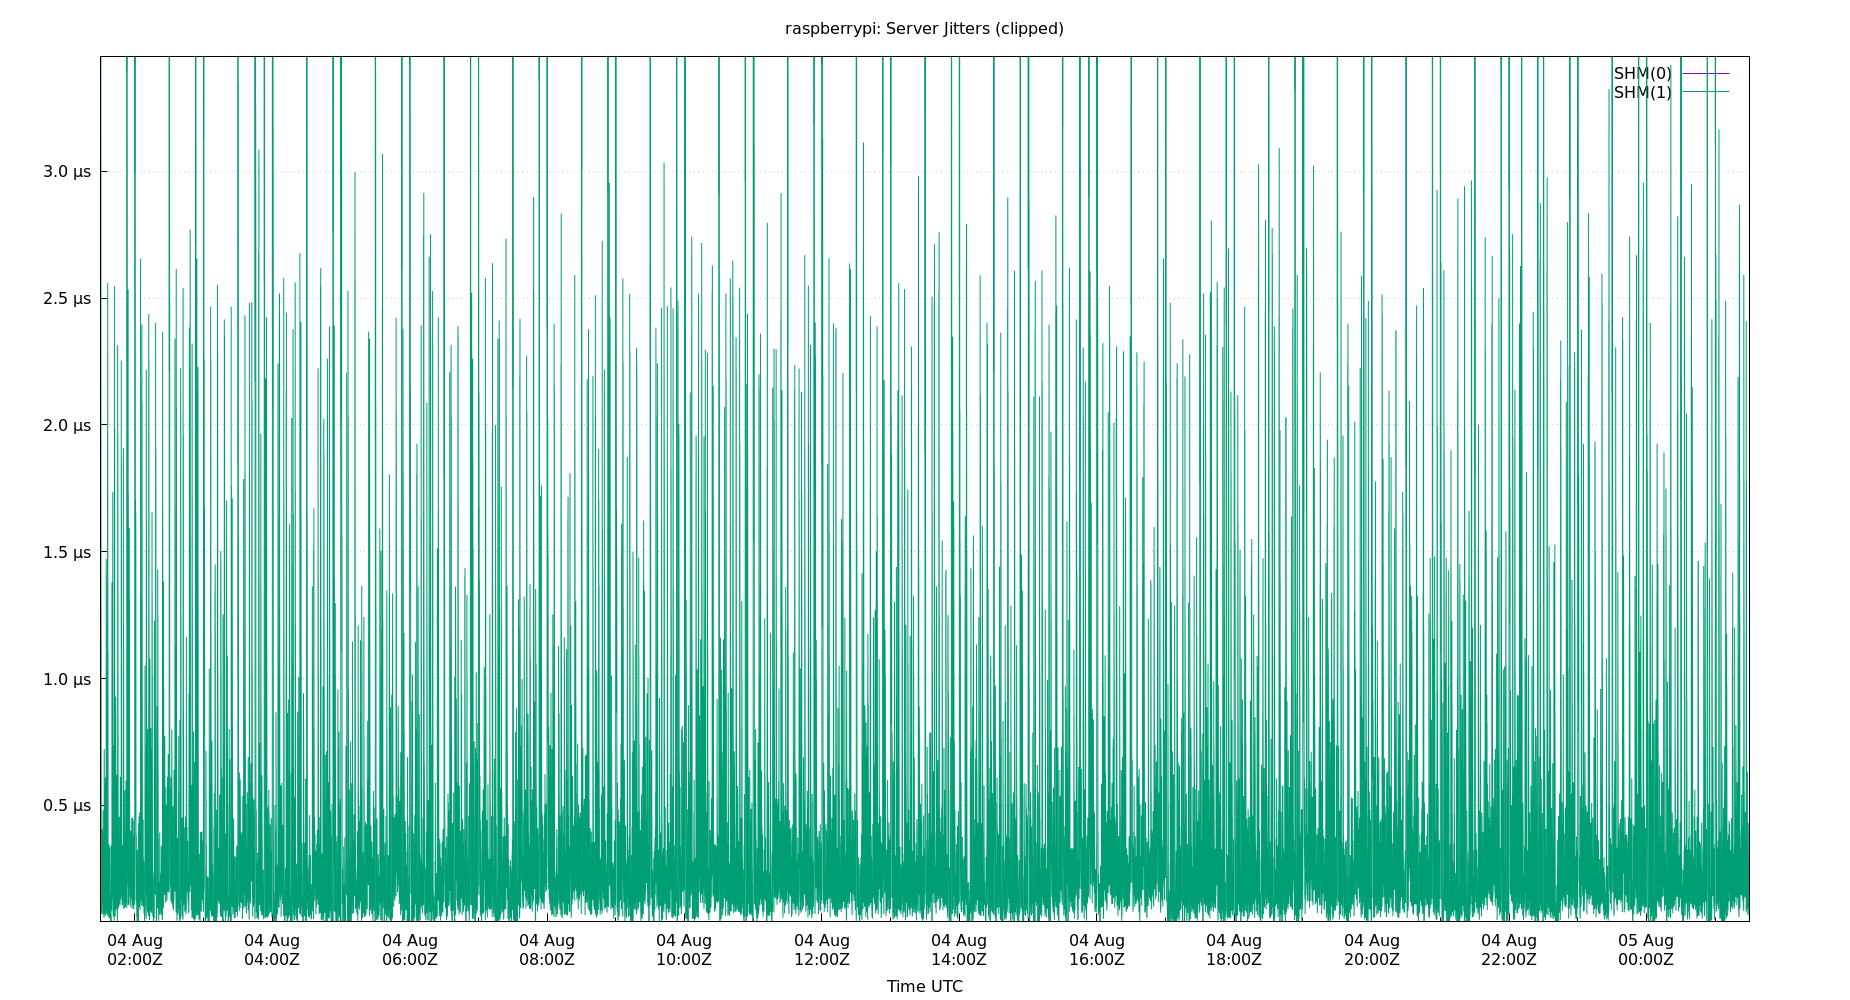 raspberrypi: Server Jitters (clipped)
SHM(0)
SHM(1)
3.0 µs
2.5 µs
2.0 µs
1.5 µs
1.0 µs
0.5 µs
04 Aug 04 Aug 04 Aug 04 Aug 04 Aug 04 Aug 04 Aug 04 Aug 04 Aug 04 Aug 04 Aug 05 Aug
02:00Z 04:00Z 06:00Z 08:00Z 10:00Z 12:00Z 14:00Z 16:00Z 18:00Z 20:00Z 22:00Z 00:00Z
Time UTC